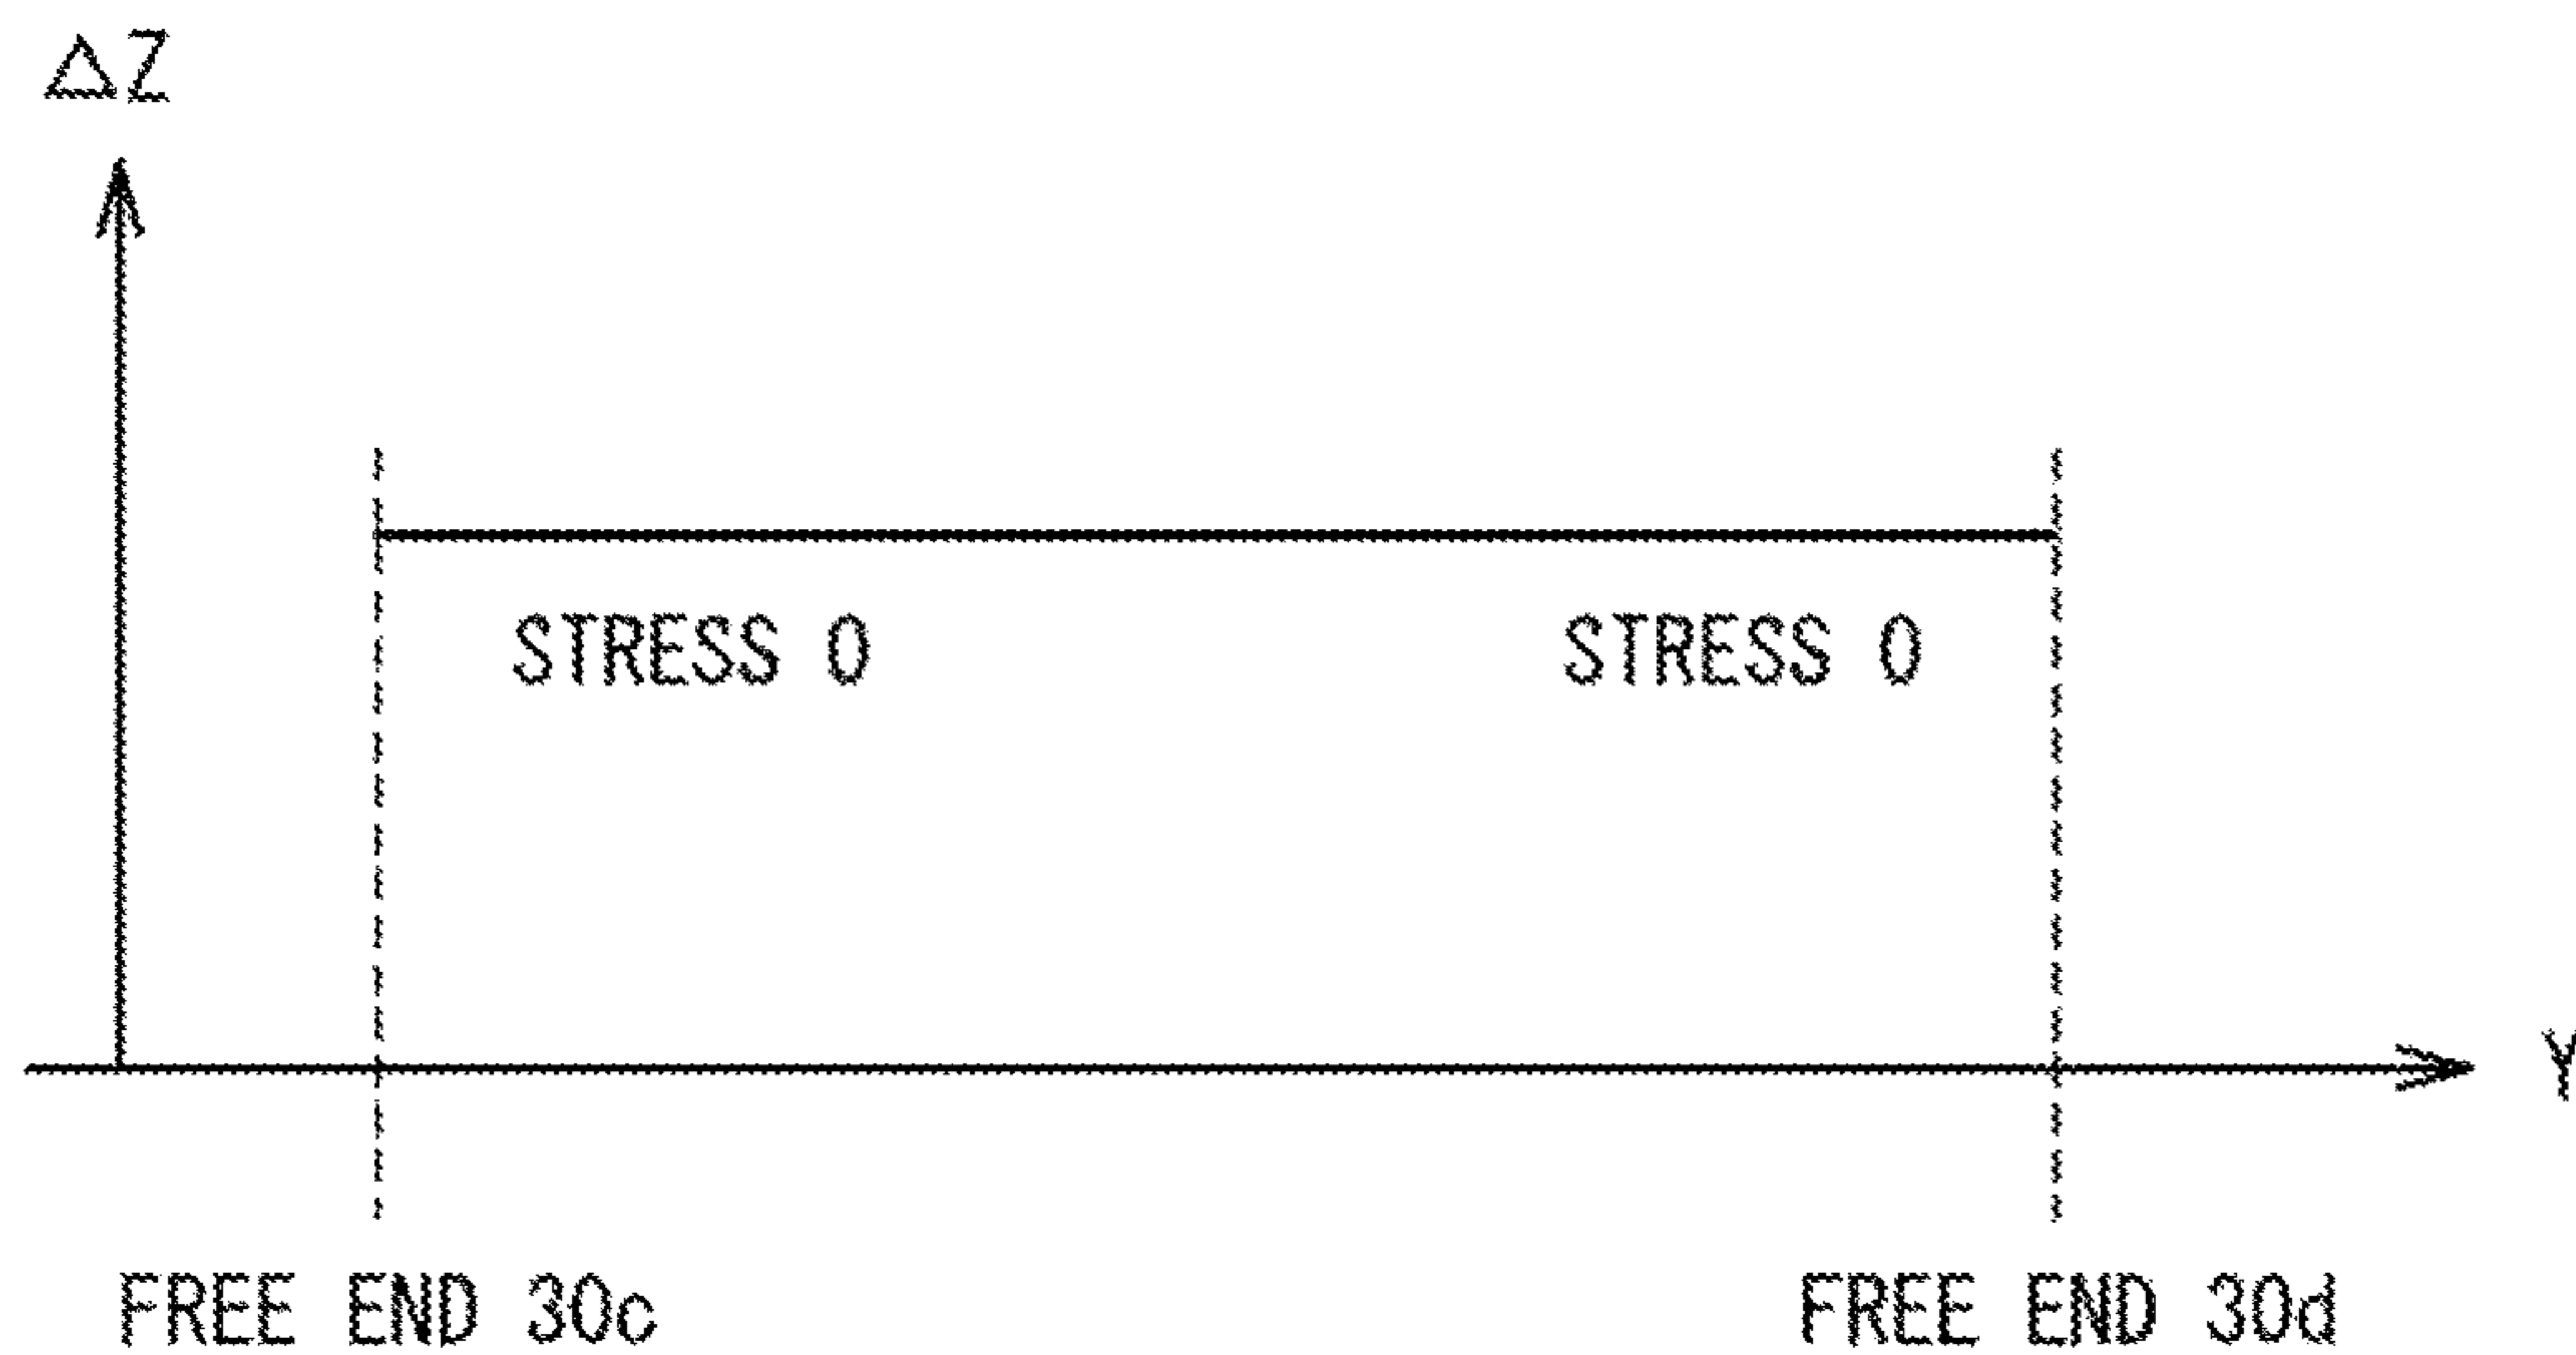 ΔZ
STRESS 0 STRESS 0
Y
FREE END 30c FREE END 30d